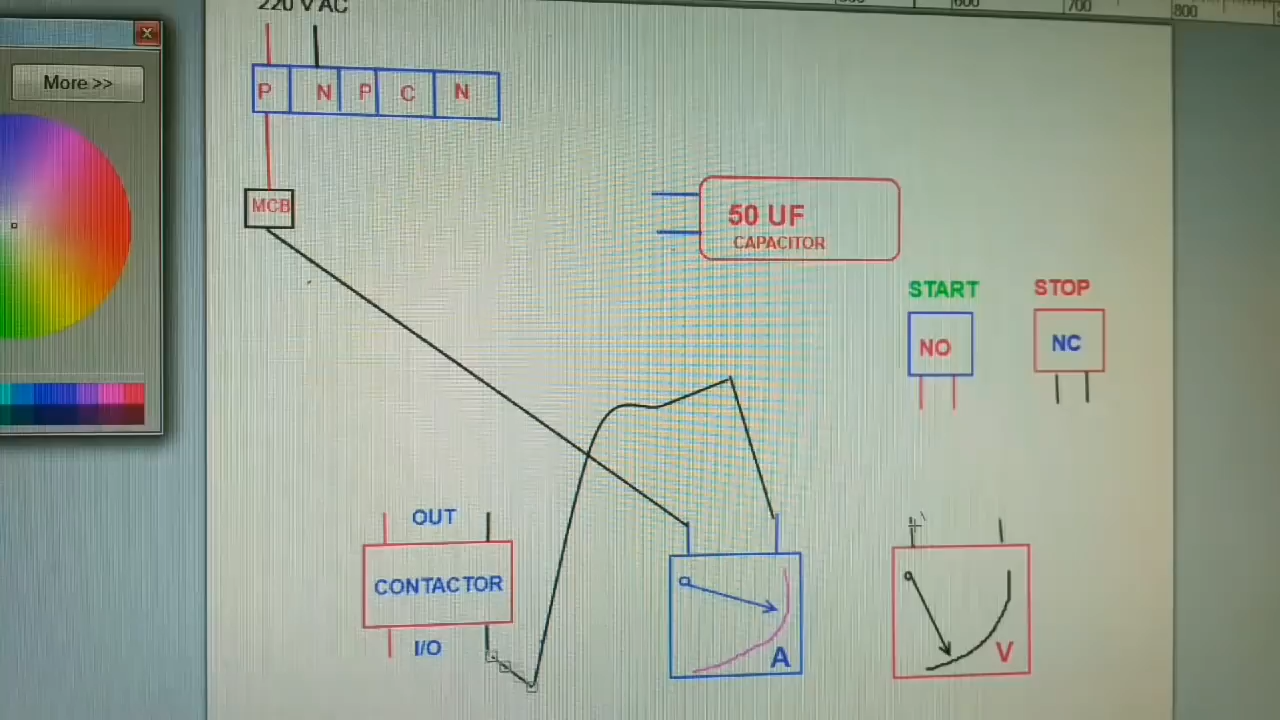 220 V AC
600
700
800
More >>
P N P C N
MCB
50 UF
CAPACITOR
START
STOP
NO
NC
OUT
CONTACTOR
I/O
A
V